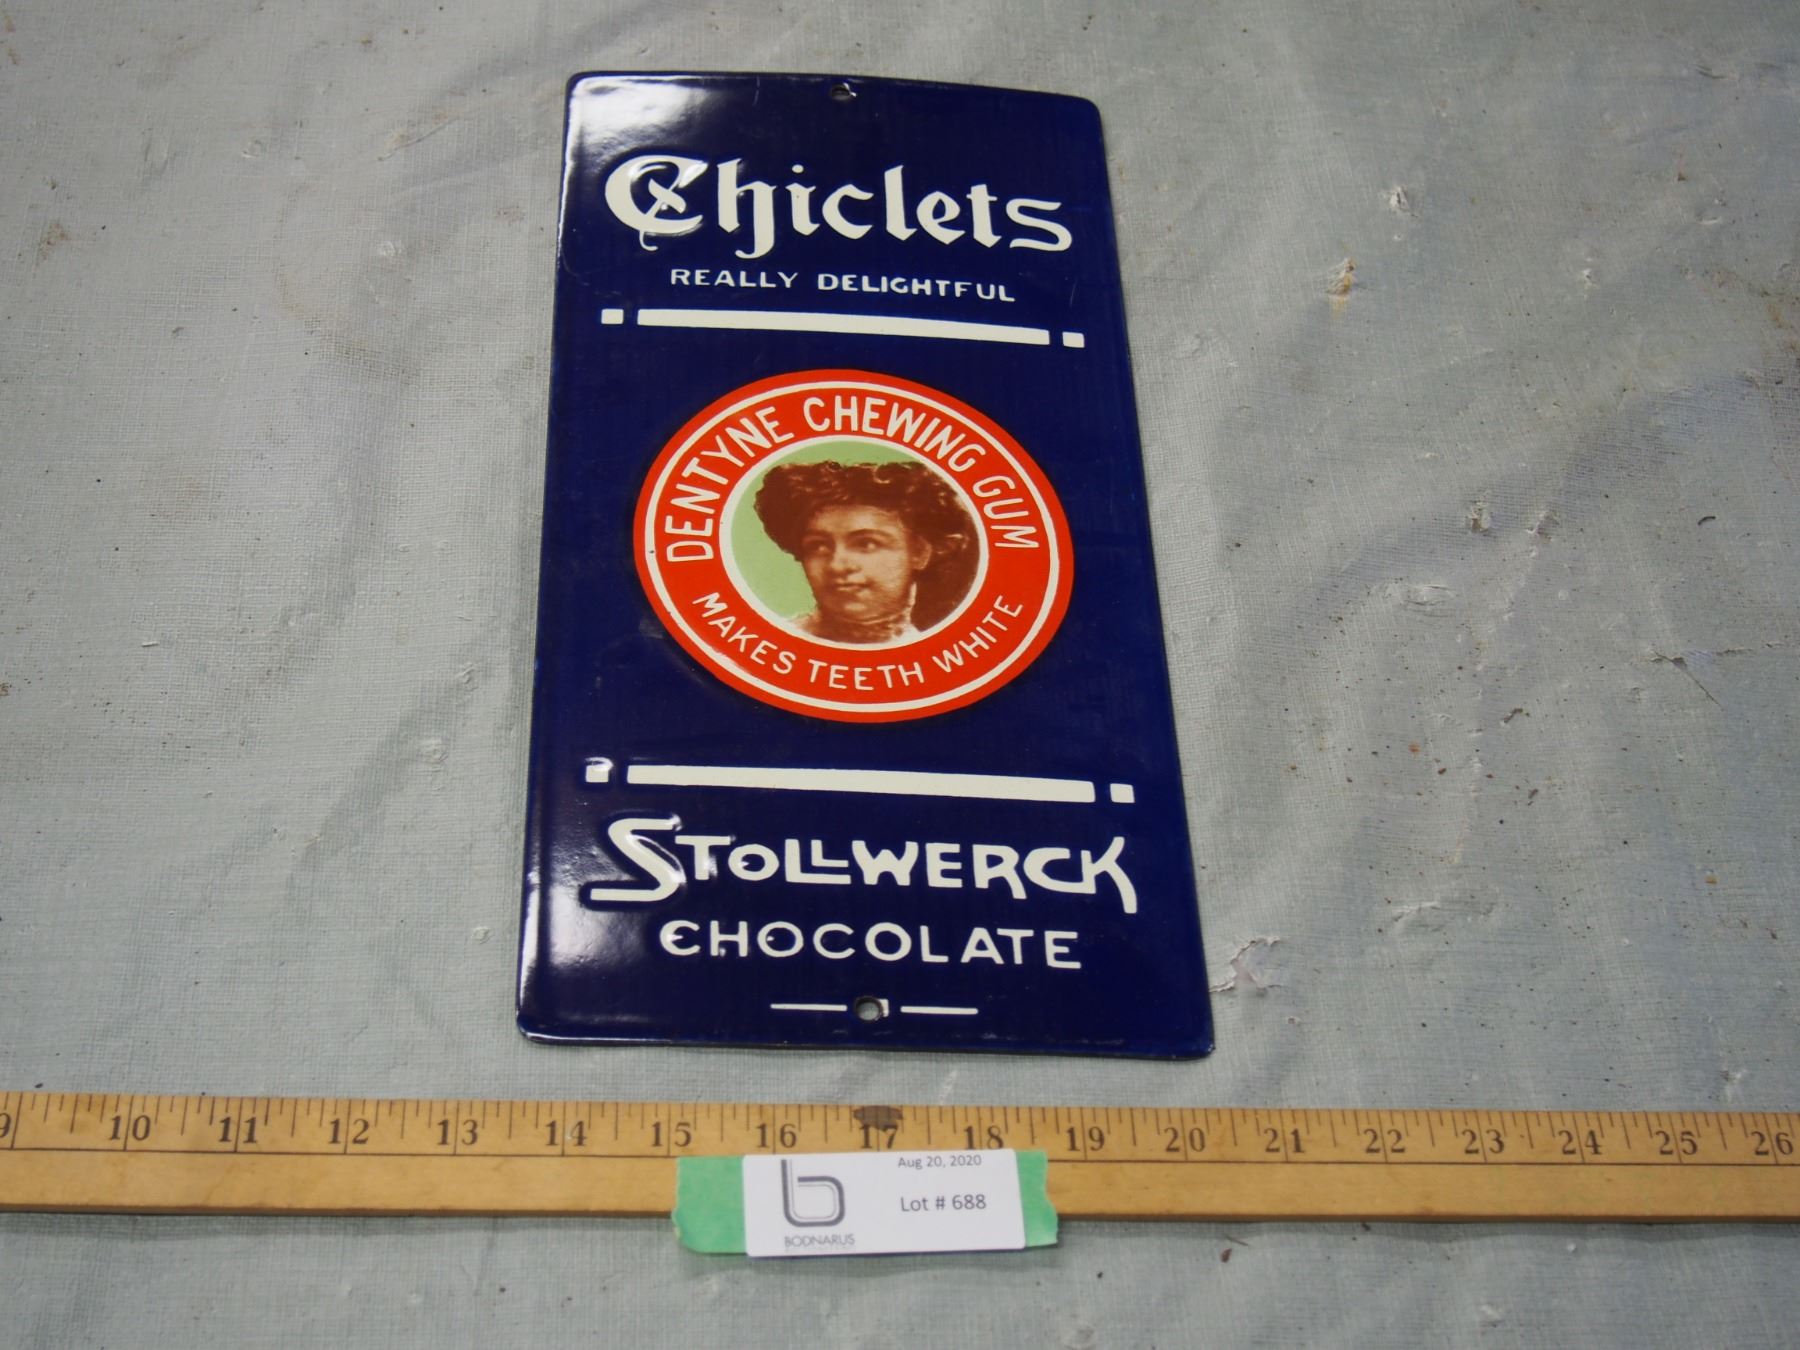 Chiclets
REALLY DELIGHTFUL
DENTYNE CHEWING GUM
MAKES TEETH WHITE
STOLLWERCK
CHOCOLATE
9 10 11 12 13 14 15 16 17 18 19 20 21 22 23 24 25 26
Aug 20, 2020
Lot # 688
b
BODNARUS